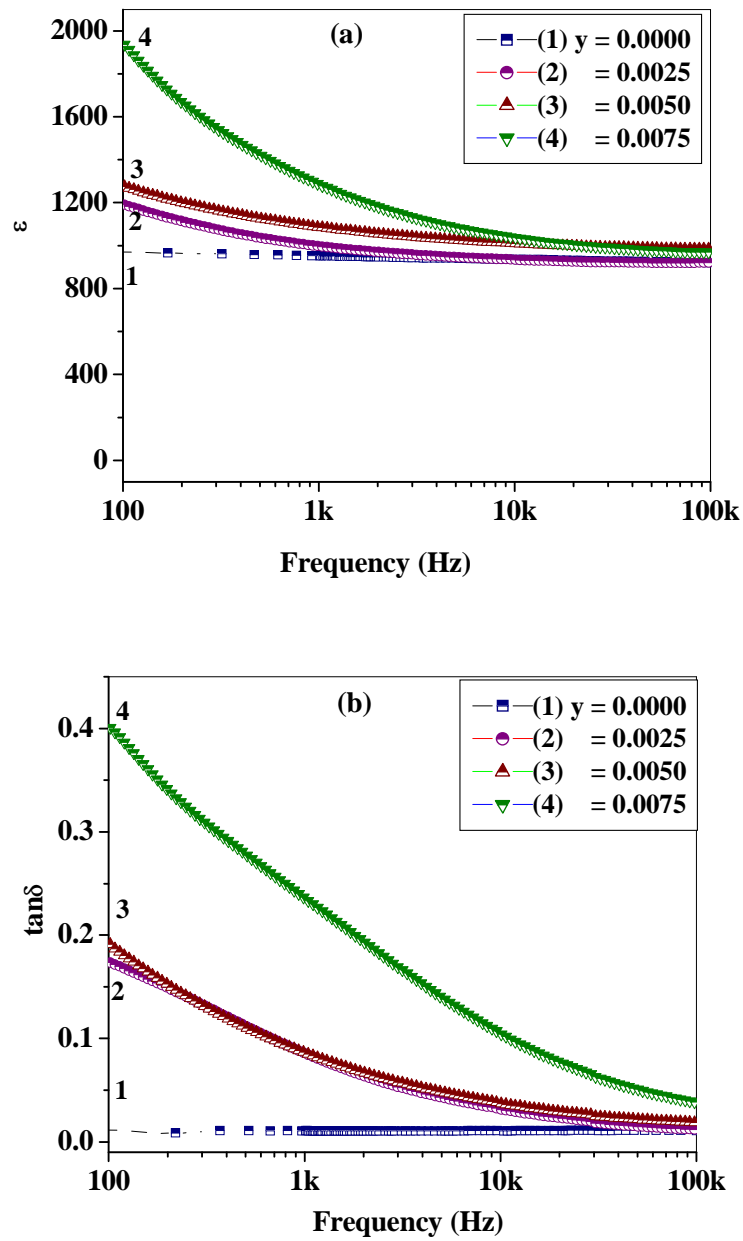 (a)
4
(1) y = 0.0000
(2) = 0.0025
(3) = 0.0050
(4) = 0.0075
3
2
1
2000
1600
1200
800
400
0
ε
100
1k
10k
100k
Frequency (Hz)
(b)
4
(1) y = 0.0000
(2) = 0.0025
(3) = 0.0050
(4) = 0.0075
3
2
1
0.4
0.3
0.2
0.1
0.0
tanδ
100
1k
10k
100k
Frequency (Hz)